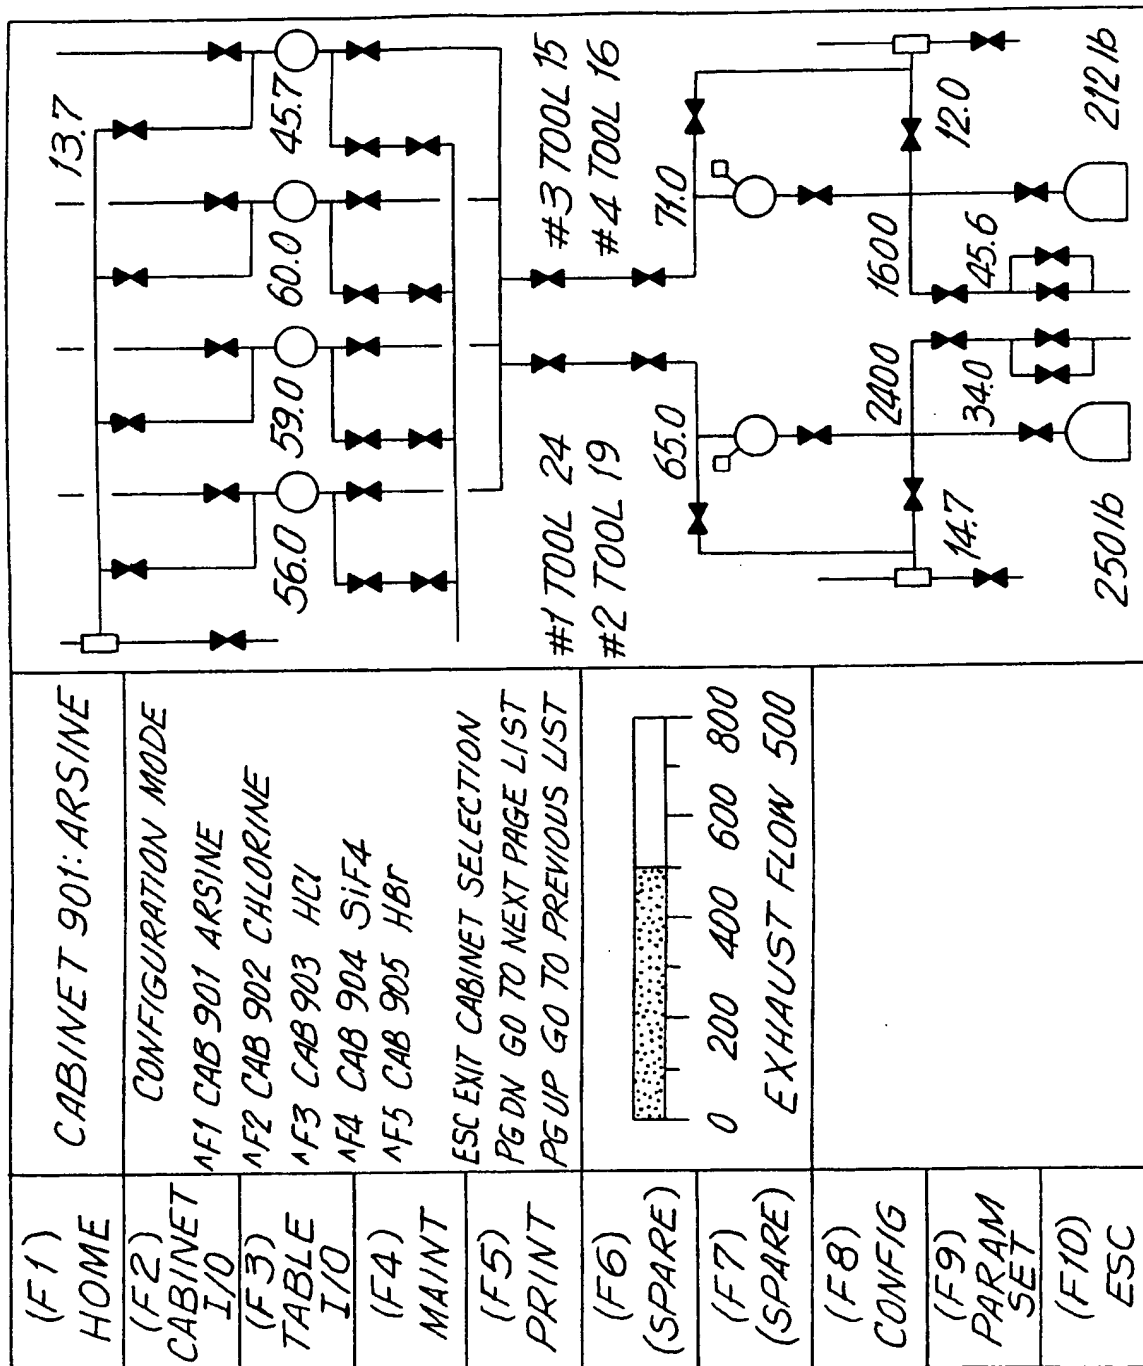 (F1)
HOME
(F2)
CABINET
I/O
(F3)
TABLE
I/O
(F4)
MAINT
(F5)
PRINT
(F6)
(SPARE)
(F7)
(SPARE)
(F8)
CONFIG
(F9)
PARAM
SET
(F10)
ESC
CABINET 901: ARSINE
CONFIGURATION MODE
^F1 CAB 901 ARSINE
^F2 CAB 902 CHLORINE
^F3 CAB 903 HCl
^F4 CAB 904 SiF4
^F5 CAB 905 HBr
ESC EXIT CABINET SELECTION
PG DN GO TO NEXT PAGE LIST
PG UP GO TO PREVIOUS LIST
0 200 400 600 800
EXHAUST FLOW 500
13.7
56.0 59.0 60.0 45.7
#1 TOOL 24
#2 TOOL 19
#3 TOOL 15
#4 TOOL 16
65.0 71.0
2400 1600
14.7 34.0 45.6 12.0
250 lb 212 lb